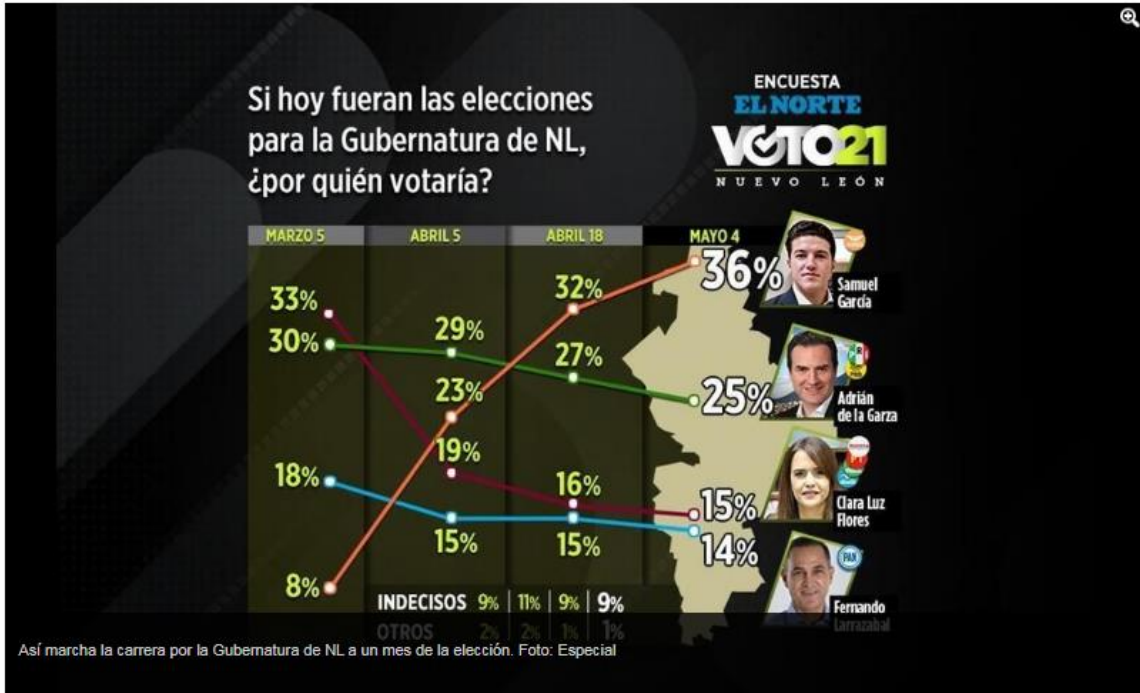 Si hoy fueran las elecciones
para la Gubernatura de NL,
¿por quién votaría?
ENCUESTA
EL NORTE
VOTO21
NUEVO LEÓN
MARZO 5 ABRIL 5 ABRIL 18 MAYO 4
36%
Samuel
García
33%
32%
30%
29%
27%
25%
Adrián
de la Garza
23%
19%
18%
16%
15%
Clara Luz
Flores
15%
15%
14%
PAN
8%
INDECISOS 9% 11% 9% 9%
Fernando
Larrazabal
OTROS 2% 2% 1% 1%
Así marcha la carrera por la Gubernatura de NL a un mes de la elección. Foto: Especial